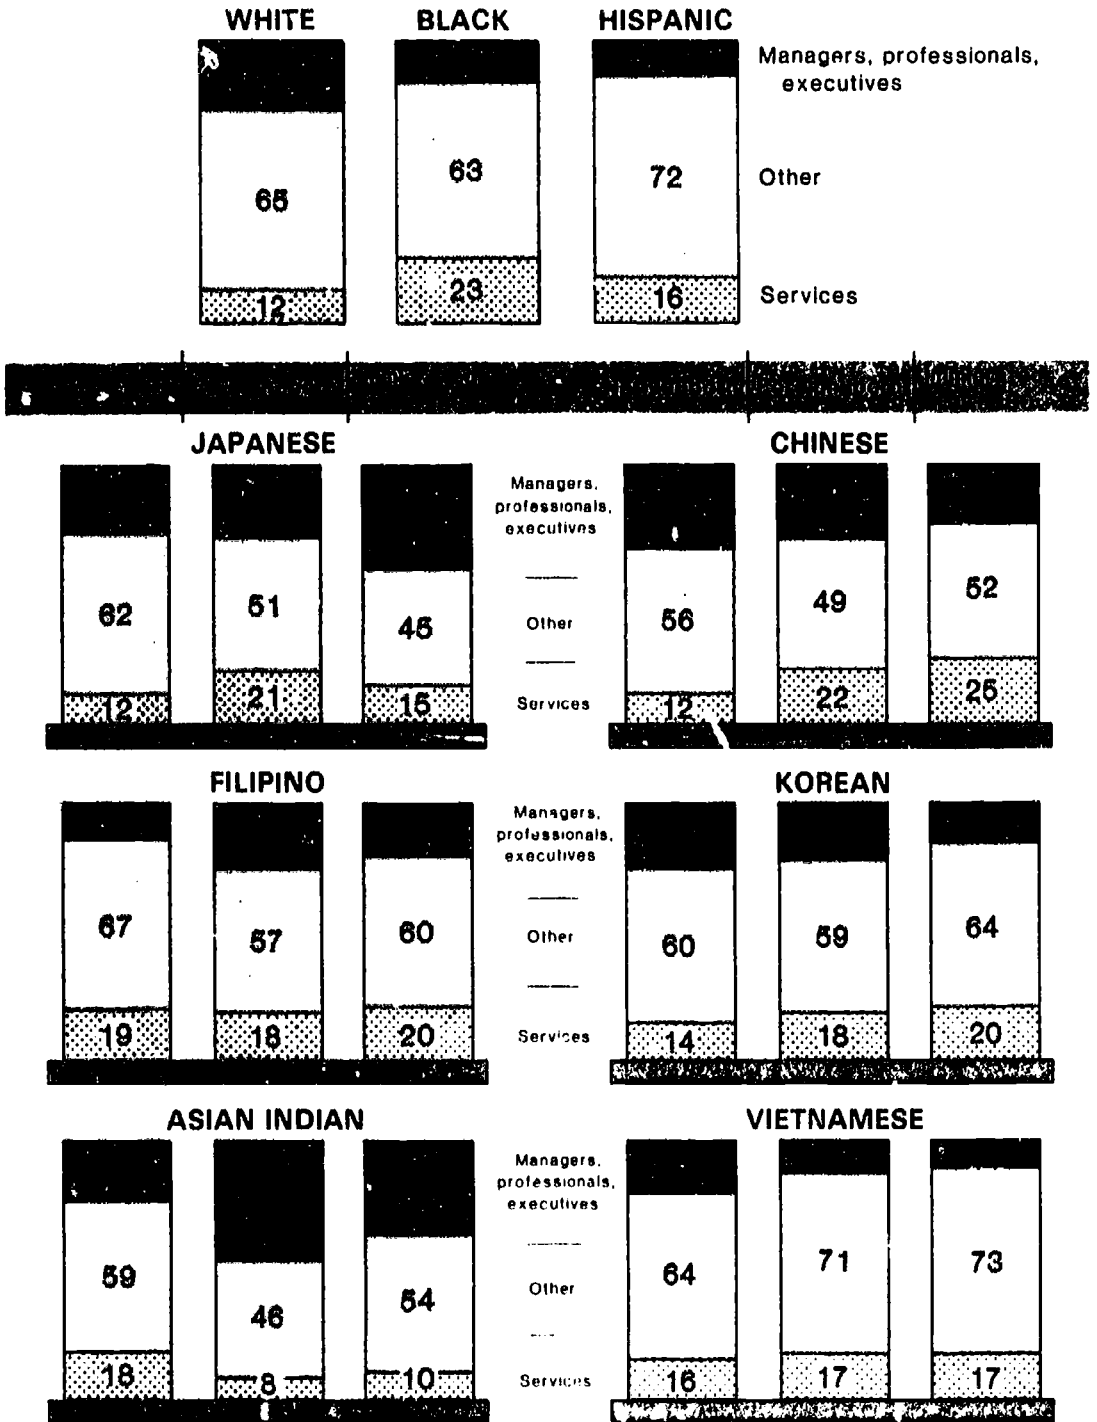 WHITE BLACK HISPANIC
Managers, professionals,
executives
65 63 72
Other
12 23 16
Services
JAPANESE CHINESE
Managers,
professionals,
executives
62 51 45
Other
56 49 52
12 21 15
Services
12 22 25
FILIPINO KOREAN
Managers,
professionals,
executives
67 57 60
Other
60 59 64
19 18 20
Services
14 18 20
ASIAN INDIAN VIETNAMESE
Managers,
professionals,
executives
59 46 54
Other
64 71 73
18 8 10
Services
16 17 17